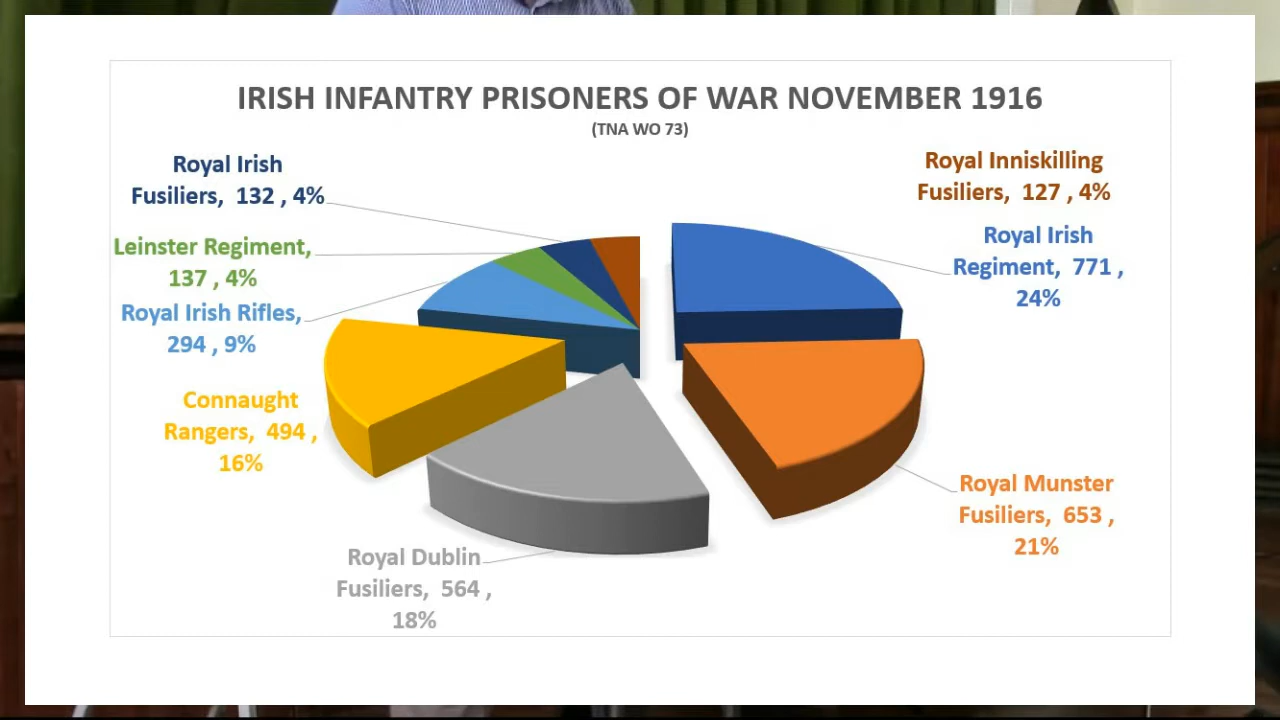 IRISH INFANTRY PRISONERS OF WAR NOVEMBER 1916
(TNA WO 73)
Royal Irish
Fusiliers, 132 , 4%
Royal Inniskilling
Fusiliers, 127 , 4%
Leinster Regiment,
137 , 4%
Royal Irish
Regiment, 771 ,
24%
Royal Irish Rifles,
294 , 9%
Connaught
Rangers, 494 ,
16%
Royal Munster
Fusiliers, 653 ,
21%
Royal Dublin
Fusiliers, 564 ,
18%